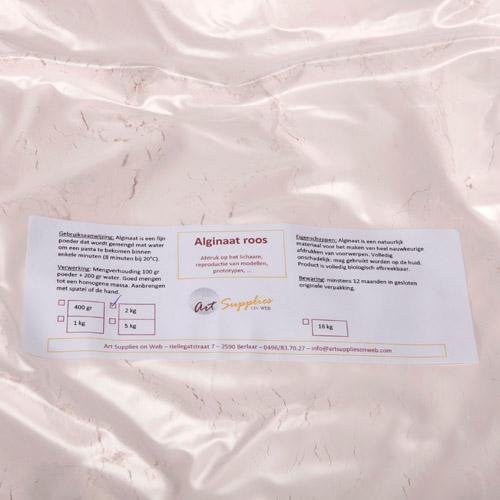 Gebruiksaanwijzing: Alginaat is een fijn
poeder dat wordt gemengd met water
om een pasta te bekomen binnen
enkele minuten (8 minuten bij 20°C).
Verwerking: Mengverhouding 100 gr
poeder + 200 gr water. Goed mengen
tot een homogene massa. Aanbrengen
met spatel of de hand.
400 gr
2 kg
1 kg
5 kg
Alginaat roos
Afdruk op het lichaam,
reproductie van modellen,
prototypes, ...
Art Supplies
ON WEB
Eigenschappen: Alginaat is een natuurlijk
materiaal voor het maken van heel nauwkeurige
afdrukken van voorwerpen. Volledig
onschadelijk, mag gebruikt worden op de huid.
Product is volledig biologisch afbreekbaar.
Bewaring: minstens 12 maanden in gesloten
originele verpakking.
18 kg
Art Supplies on Web – Hellegatstraat 7 – 2590 Berlaar – 0496/83.70.27 – info@artsuppliesonweb.com